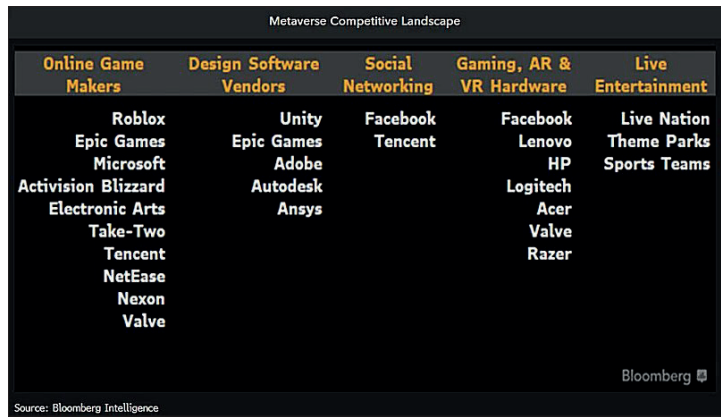 Metaverse Competitive Landscape
Online Game
Makers
Roblox
Epic Games
Microsoft
Activision Blizzard
Electronic Arts
Take-Two
Tencent
NetEase
Nexon
Valve
Design Software
Vendors
Unity
Epic Games
Adobe
Autodesk
Ansys
Social
Networking
Facebook
Tencent
Gaming, AR &
VR Hardware
Facebook
Lenovo
HP
Logitech
Acer
Valve
Razer
Live
Entertainment
Live Nation
Theme Parks
Sports Teams
Bloomberg
Source: Bloomberg Intelligence